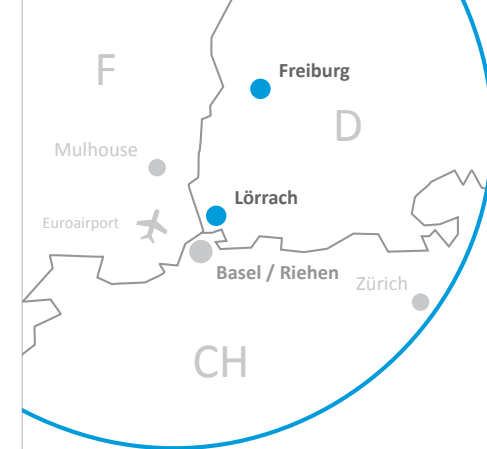 F
Freiburg
D
Mulhouse
Lörrach
Euroairport
Basel / Riehen
Zürich
CH